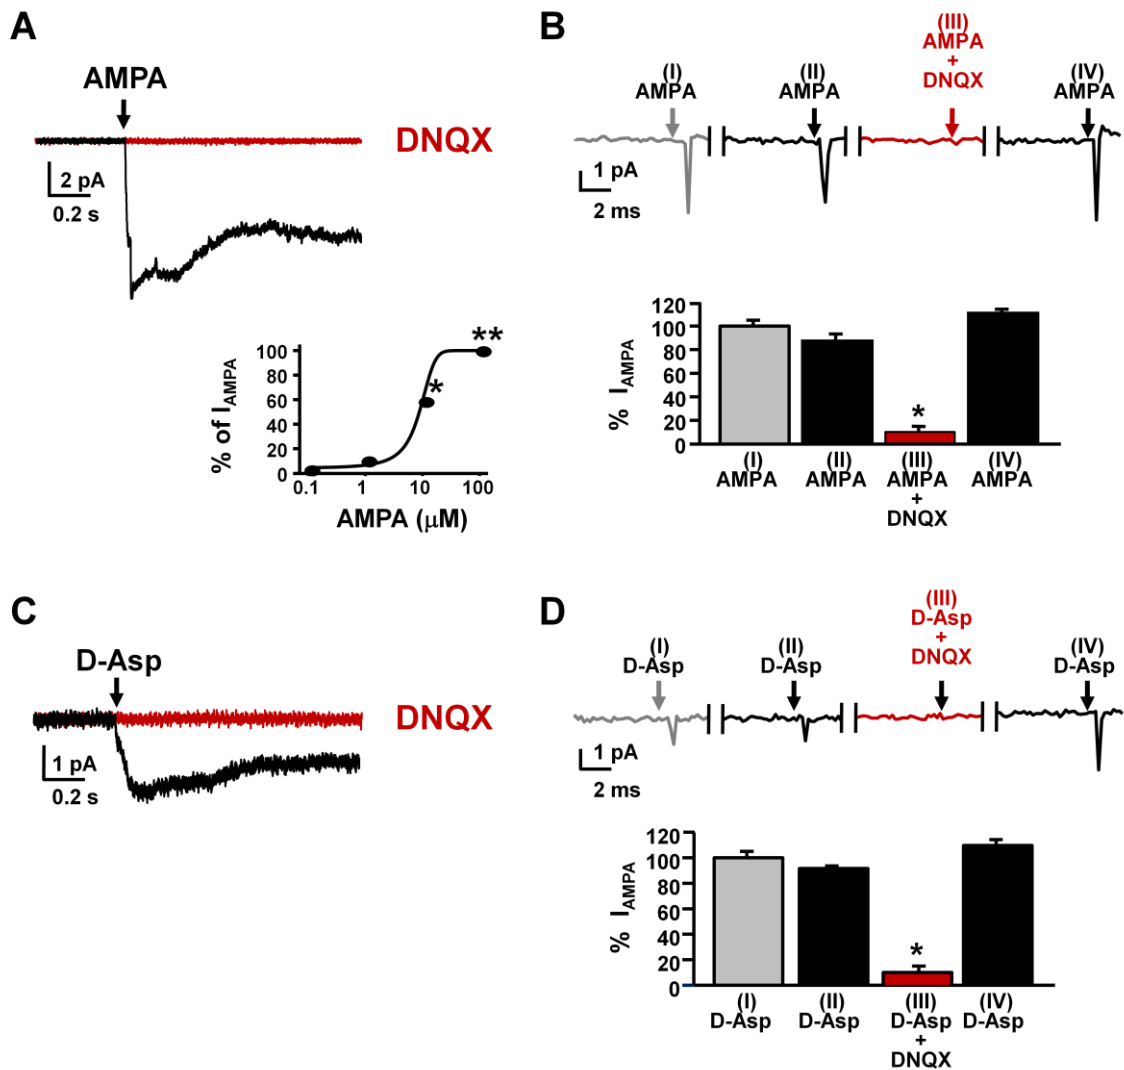 A
AMPA
DNQX
2 pA
0.2 s
% of I_AMPA
100
80
60
40
20
0
**
*
0.1 1 10 100
AMPA (μM)
B
(I)
AMPA
(II)
AMPA
(III)
AMPA
+
DNQX
(IV)
AMPA
1 pA
2 ms
% I_AMPA
120
100
80
60
40
20
0
*
(I)
AMPA
(II)
AMPA
(III)
AMPA
+
DNQX
(IV)
AMPA
C
D-Asp
DNQX
1 pA
0.2 s
D
(I)
D-Asp
(II)
D-Asp
(III)
D-Asp
+
DNQX
(IV)
D-Asp
1 pA
2 ms
% I_AMPA
120
100
80
60
40
20
0
*
(I)
D-Asp
(II)
D-Asp
(III)
D-Asp
+
DNQX
(IV)
D-Asp